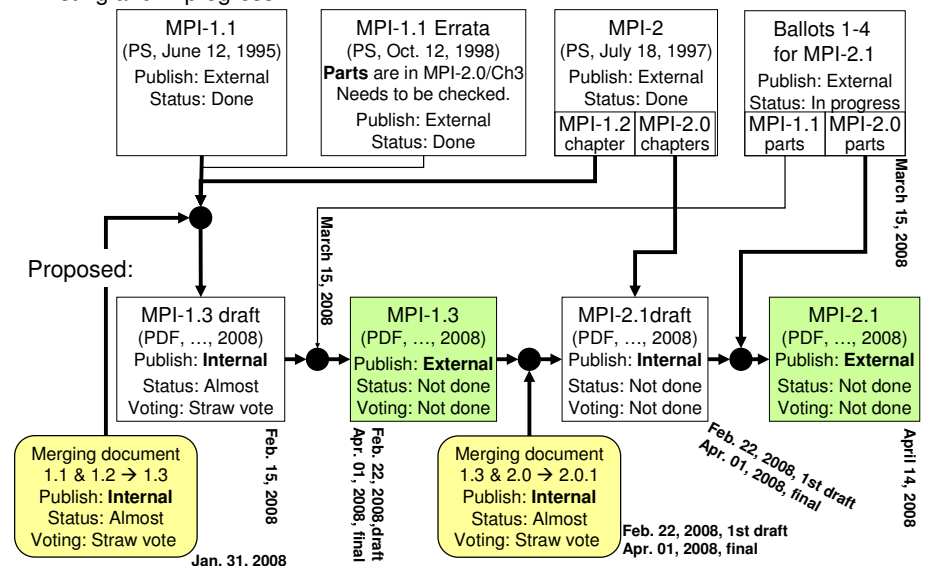 MPI-1.1
(PS, June 12, 1995)
Publish: External
Status: Done
MPI-1.1 Errata
(PS, Oct. 12, 1998)
Parts are in MPI-2.0/Ch3
Needs to be checked.
Publish: External
Status: Done
MPI-2
(PS, July 18, 1997)
Publish: External
Status: Done
MPI-1.2
chapter
MPI-2.0
chapters
Ballots 1-4
for MPI-2.1
Publish: External
Status: In progress
MPI-1.1
parts
MPI-2.0
parts
March 15, 2008
March 15, 2008
Proposed:
MPI-1.3 draft
(PDF, …, 2008)
Publish: Internal
Status: Almost
Voting: Straw vote
Feb. 15, 2008
MPI-1.3
(PDF, …, 2008)
Publish: External
Status: Not done
Voting: Not done
Feb. 22, 2008,draft
Apr. 01, 2008, final
MPI-2.1draft
(PDF, …, 2008)
Publish: Internal
Status: Not done
Voting: Not done
Feb. 22, 2008, 1st draft
Apr. 01, 2008, final
MPI-2.1
(PDF, …, 2008)
Publish: External
Status: Not done
Voting: Not done
April 14, 2008
Merging document
1.1 & 1.2 → 1.3
Publish: Internal
Status: Almost
Voting: Straw vote
Jan. 31, 2008
Merging document
1.3 & 2.0 → 2.0.1
Publish: Internal
Status: Almost
Voting: Straw vote
Feb. 22, 2008, 1st draft
Apr. 01, 2008, final